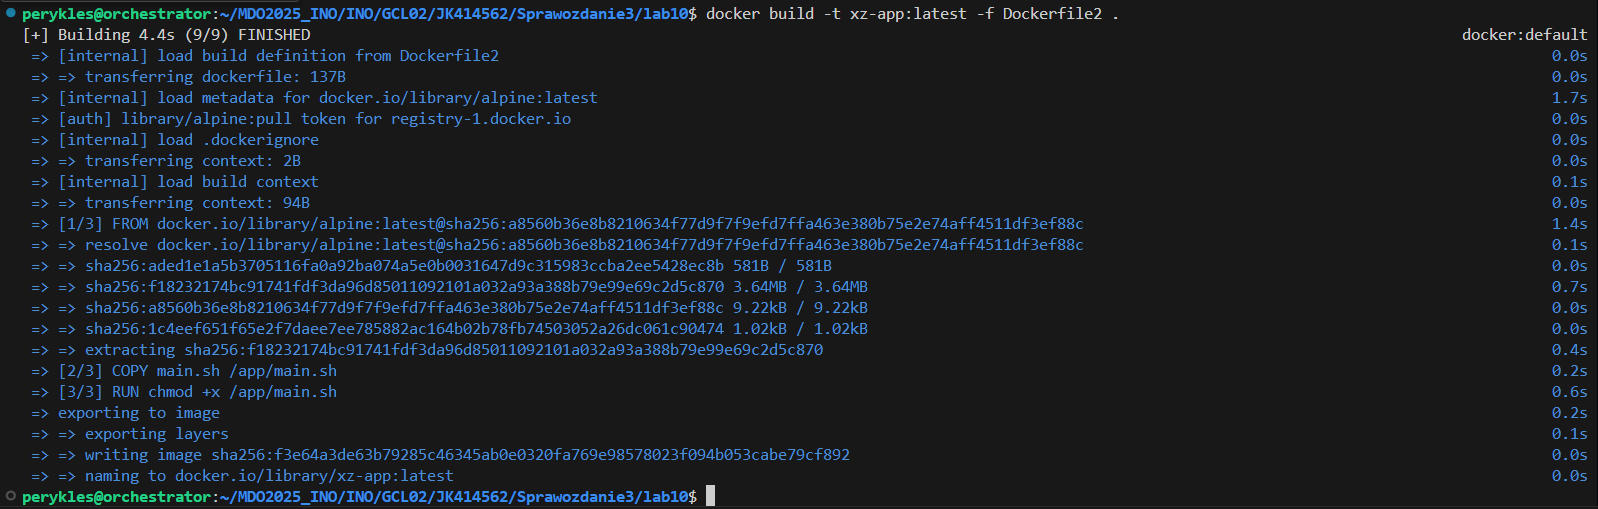 perykles@orchestrator:~/MDO2025_INO/INO/GCL02/JK414562/Sprawozdanie3/lab10$ docker build -t xz-app:latest -f Dockerfile2 .
[+] Building 4.4s (9/9) FINISHED docker:default
=> [internal] load build definition from Dockerfile2 0.0s
=> => transferring dockerfile: 137B 0.0s
=> [internal] load metadata for docker.io/library/alpine:latest 1.7s
=> [auth] library/alpine:pull token for registry-1.docker.io 0.0s
=> [internal] load .dockerignore 0.0s
=> => transferring context: 2B 0.0s
=> [internal] load build context 0.1s
=> => transferring context: 94B 0.0s
=> [1/3] FROM docker.io/library/alpine:latest@sha256:a8560b36e8b8210634f77d9f7f9efd7ffa463e380b75e2e74aff4511df3ef88c 1.4s
=> => resolve docker.io/library/alpine:latest@sha256:a8560b36e8b8210634f77d9f7f9efd7ffa463e380b75e2e74aff4511df3ef88c 0.1s
=> => sha256:aded1e1a5b3705116fa0a92ba074a5e0b0031647d9c315983ccba2ee5428ec8b 581B / 581B 0.0s
=> => sha256:f18232174bc91741fdf3da96d85011092101a032a93a388b79e99e69c2d5c870 3.64MB / 3.64MB 0.7s
=> => sha256:a8560b36e8b8210634f77d9f7f9efd7ffa463e380b75e2e74aff4511df3ef88c 9.22kB / 9.22kB 0.0s
=> => sha256:1c4eef651f65e2f7daee7ee785882ac164b02b78fb74503052a26dc061c90474 1.02kB / 1.02kB 0.0s
=> => extracting sha256:f18232174bc91741fdf3da96d85011092101a032a93a388b79e99e69c2d5c870 0.4s
=> [2/3] COPY main.sh /app/main.sh 0.2s
=> [3/3] RUN chmod +x /app/main.sh 0.6s
=> exporting to image 0.2s
=> => exporting layers 0.1s
=> => writing image sha256:f3e64a3de63b79285c46345ab0e0320fa769e98578023f094b053cabe79cf892 0.0s
=> => naming to docker.io/library/xz-app:latest 0.0s
perykles@orchestrator:~/MDO2025_INO/INO/GCL02/JK414562/Sprawozdanie3/lab10$